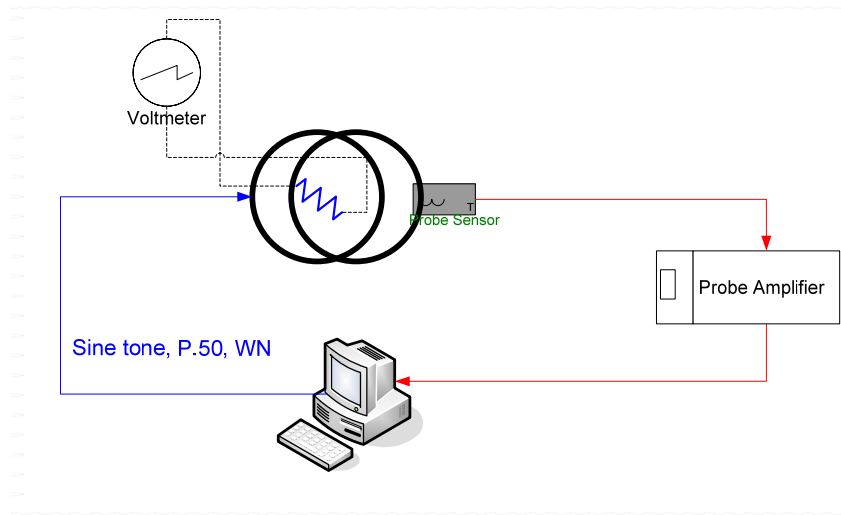 Voltmeter
T
Probe Sensor
Probe Amplifier
Sine tone, P.50, WN